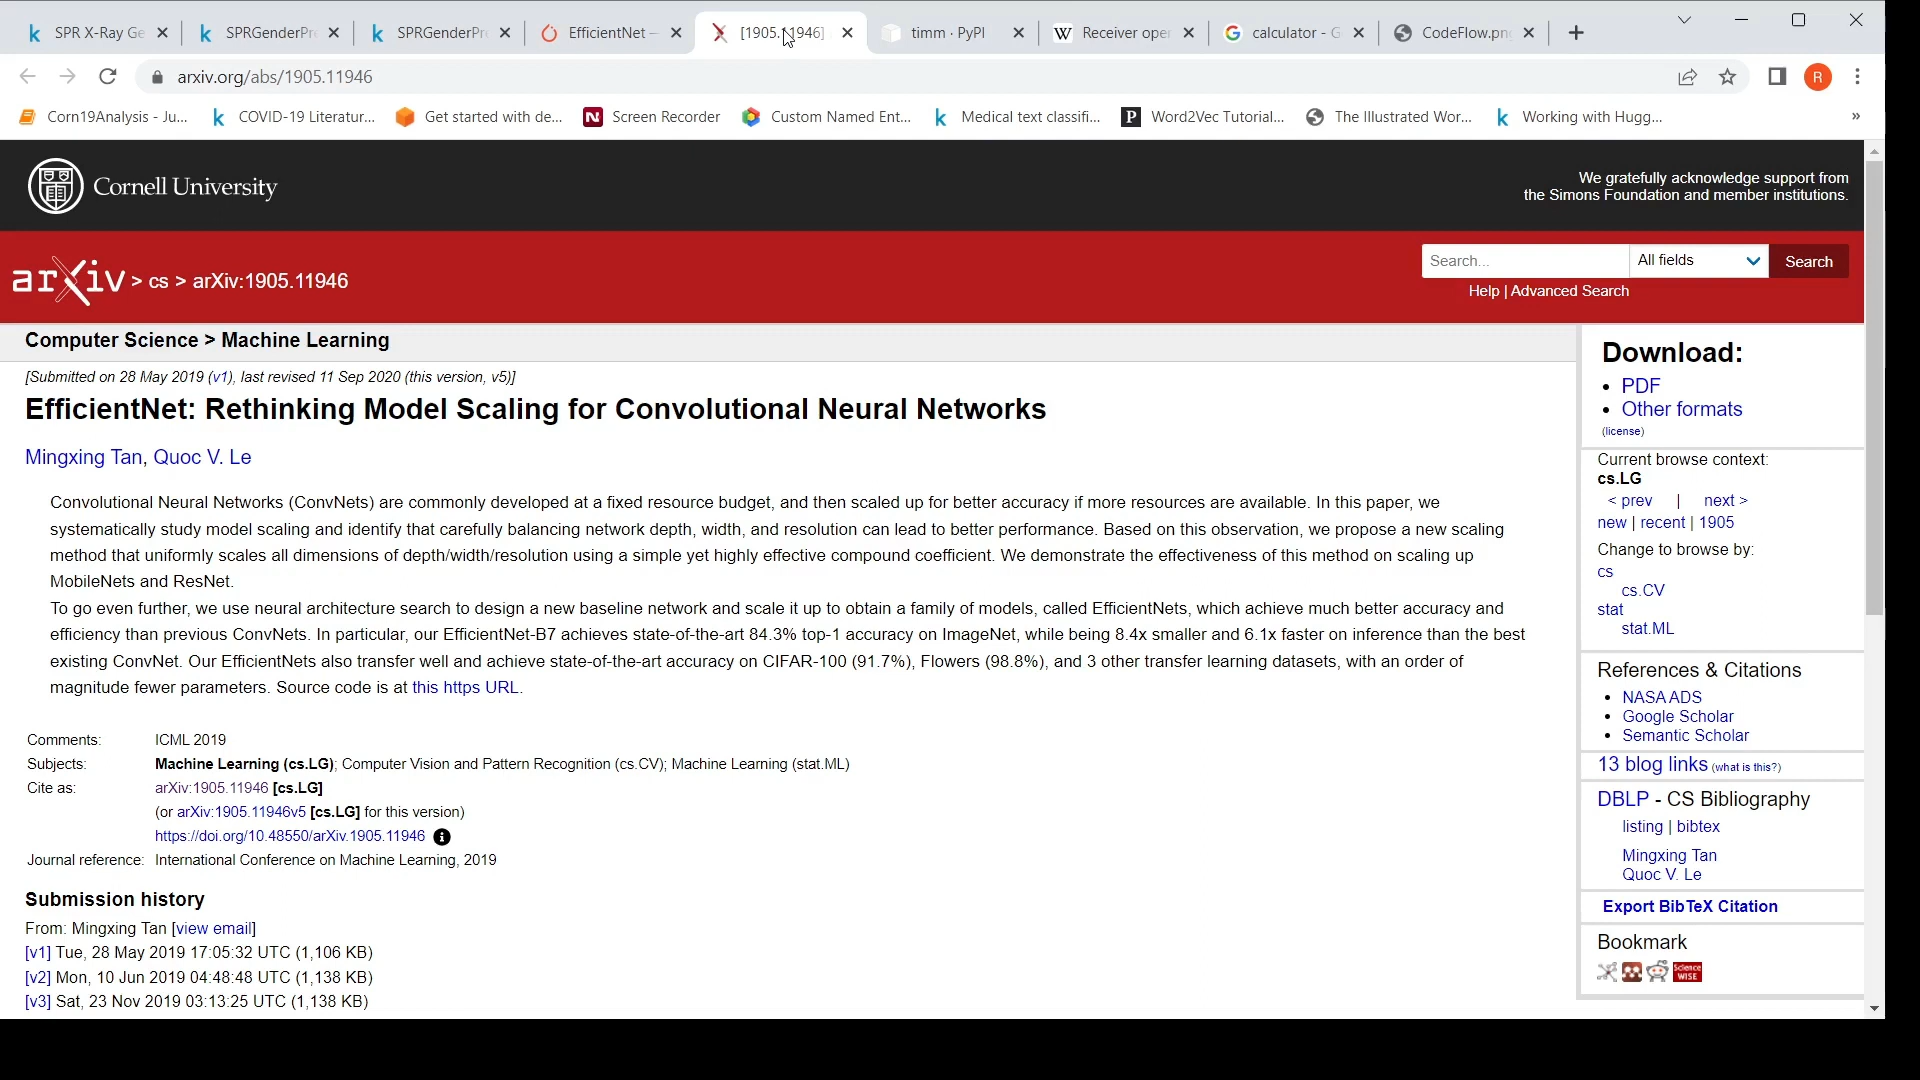 SPR X-Ray Ge
SPRGenderPr
SPRGenderPr
EfficientNet –
[1905.11946]
timm · PyPI
W Receiver oper
calculator - G
CodeFlow.pn
arxiv.org/abs/1905.11946
R
Corn19Analysis - Ju...
COVID-19 Literatur...
Get started with de...
N Screen Recorder
Custom Named Ent...
Medical text classifi...
P Word2Vec Tutorial...
The Illustrated Wor...
Working with Hugg...
»
Cornell University
We gratefully acknowledge support from
the Simons Foundation and member institutions.
arXiv > cs > arXiv:1905.11946
Search...
All fields
Search
Help | Advanced Search
Computer Science > Machine Learning
[Submitted on 28 May 2019 (v1), last revised 11 Sep 2020 (this version, v5)]
EfficientNet: Rethinking Model Scaling for Convolutional Neural Networks
Mingxing Tan, Quoc V. Le
Convolutional Neural Networks (ConvNets) are commonly developed at a fixed resource budget, and then scaled up for better accuracy if more resources are available. In this paper, we
systematically study model scaling and identify that carefully balancing network depth, width, and resolution can lead to better performance. Based on this observation, we propose a new scaling
method that uniformly scales all dimensions of depth/width/resolution using a simple yet highly effective compound coefficient. We demonstrate the effectiveness of this method on scaling up
MobileNets and ResNet.
To go even further, we use neural architecture search to design a new baseline network and scale it up to obtain a family of models, called EfficientNets, which achieve much better accuracy and
efficiency than previous ConvNets. In particular, our EfficientNet-B7 achieves state-of-the-art 84.3% top-1 accuracy on ImageNet, while being 8.4x smaller and 6.1x faster on inference than the best
existing ConvNet. Our EfficientNets also transfer well and achieve state-of-the-art accuracy on CIFAR-100 (91.7%), Flowers (98.8%), and 3 other transfer learning datasets, with an order of
magnitude fewer parameters. Source code is at this https URL.
Comments: ICML 2019
Subjects: Machine Learning (cs.LG); Computer Vision and Pattern Recognition (cs.CV); Machine Learning (stat.ML)
Cite as: arXiv:1905.11946 [cs.LG]
(or arXiv:1905.11946v5 [cs.LG] for this version)
https://doi.org/10.48550/arXiv.1905.11946
Journal reference: International Conference on Machine Learning, 2019
Submission history
From: Mingxing Tan [view email]
[v1] Tue, 28 May 2019 17:05:32 UTC (1,106 KB)
[v2] Mon, 10 Jun 2019 04:48:48 UTC (1,138 KB)
[v3] Sat, 23 Nov 2019 03:13:25 UTC (1,138 KB)
Download:
PDF
Other formats
(license)
Current browse context:
cs.LG
< prev | next >
new | recent | 1905
Change to browse by:
cs
cs.CV
stat
stat.ML
References & Citations
NASA ADS
Google Scholar
Semantic Scholar
13 blog links (what is this?)
DBLP - CS Bibliography
listing | bibtex
Mingxing Tan
Quoc V. Le
Export BibTeX Citation
Bookmark
Science
WISE